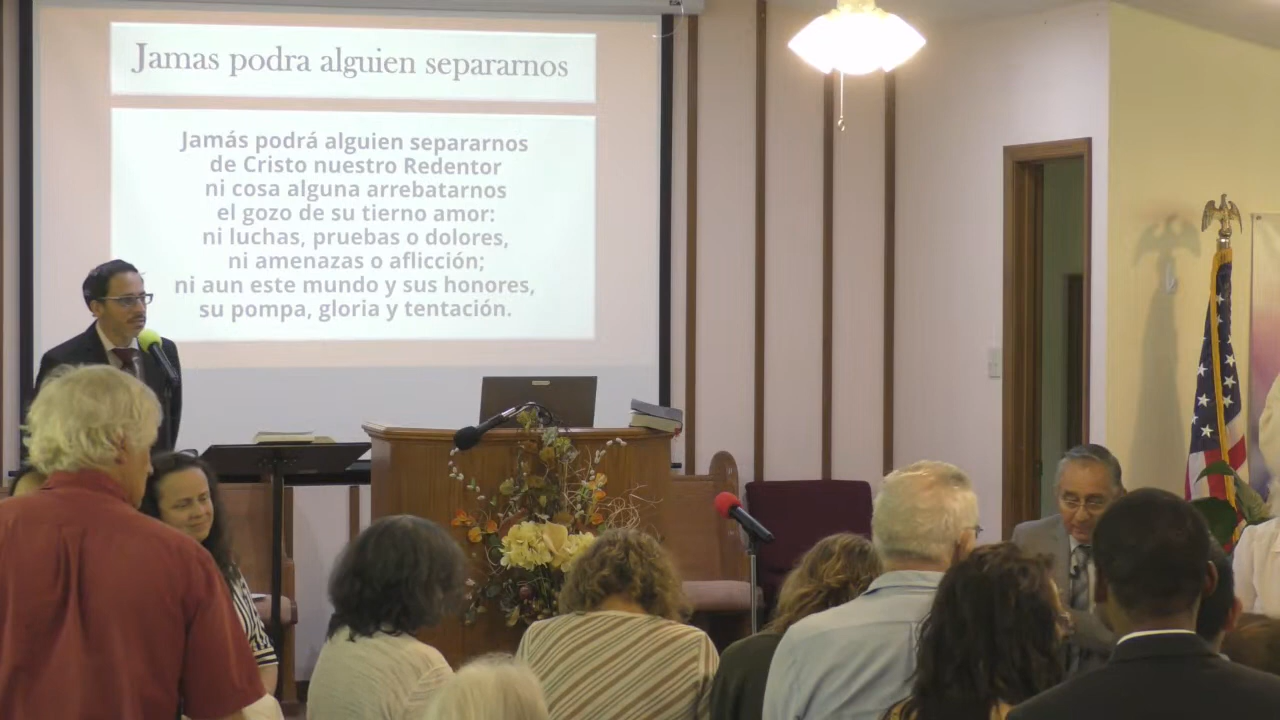 Jamas podra alguien separarnos
Jamás podrá alguien separarnos
de Cristo nuestro Redentor
ni cosa alguna arrebatarnos
el gozo de su tierno amor:
ni luchas, pruebas o dolores,
ni amenazas o aflicción;
ni aun este mundo y sus honores,
su pompa, gloria y tentación.